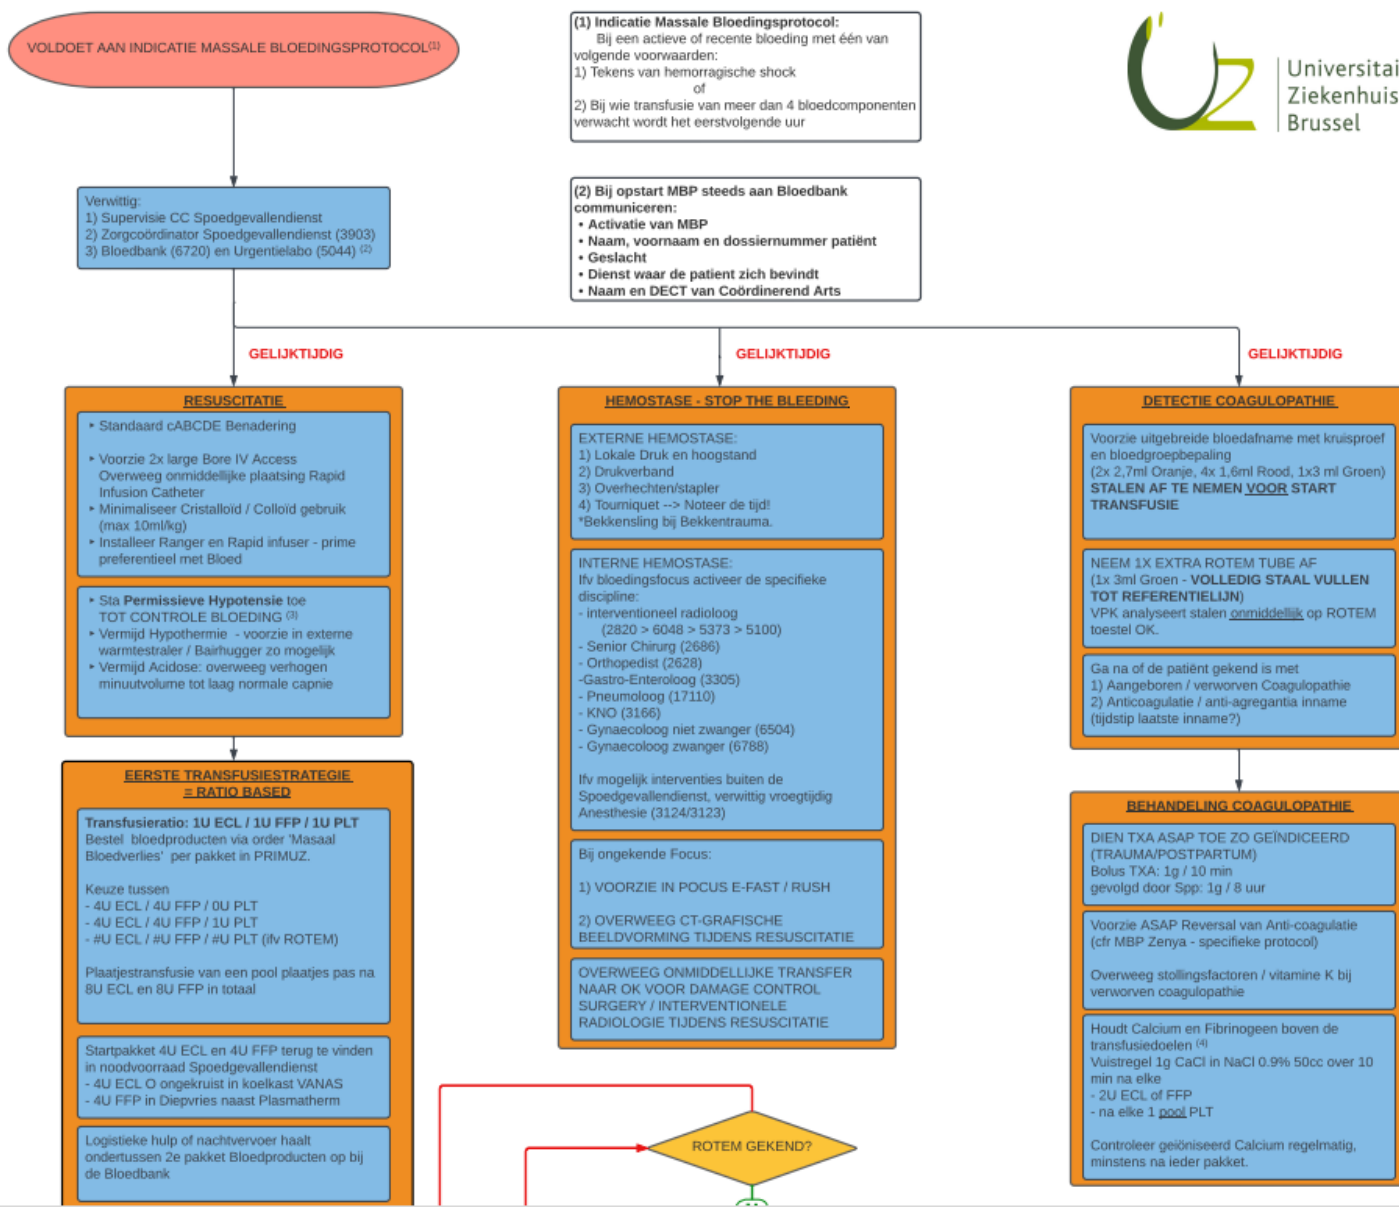 VOLDOET AAN INDICATIE MASSALE BLOEDINGSPROTOCOL(1)
(1) Indicatie Massale Bloedingsprotocol:
Bij een actieve of recente bloeding met één van
volgende voorwaarden:
1) Tekens van hemorragische shock
of
2) Bij wie transfusie van meer dan 4 bloedcomponenten
verwacht wordt het eerstvolgende uur
Universitai
Ziekenhuis
Brussel
Verwittig:
1) Supervisie CC Spoedgevallendienst
2) Zorgcoördinator Spoedgevallendienst (3903)
3) Bloedbank (6720) en Urgentielabo (5044) (2)
(2) Bij opstart MBP steeds aan Bloedbank
communiceren:
• Activatie van MBP
• Naam, voornaam en dossiernummer patiënt
• Geslacht
• Dienst waar de patient zich bevindt
• Naam en DECT van Coördinerend Arts
GELIJKTIJDIG
GELIJKTIJDIG
GELIJKTIJDIG
RESUSCITATIE
‣ Standaard cABCDE Benadering
‣ Voorzie 2x large Bore IV Access
Overweeg onmiddellijke plaatsing Rapid
Infusion Catheter
‣ Minimaliseer Cristalloïd / Colloïd gebruik
(max 10ml/kg)
‣ Installeer Ranger en Rapid infuser - prime
preferentieel met Bloed
‣ Sta Permissieve Hypotensie toe
TOT CONTROLE BLOEDING (3)
‣ Vermijd Hypothermie - voorzie in externe
warmtestraler / Bairhugger zo mogelijk
‣ Vermijd Acidose: overweeg verhogen
minuutvolume tot laag normale capnie
EERSTE TRANSFUSIESTRATEGIE
= RATIO BASED
Transfusieratio: 1U ECL / 1U FFP / 1U PLT
Bestel bloedproducten via order 'Masaal
Bloedverlies' per pakket in PRIMUZ.
Keuze tussen
- 4U ECL / 4U FFP / 0U PLT
- 4U ECL / 4U FFP / 1U PLT
- #U ECL / #U FFP / #U PLT (ifv ROTEM)
Plaatjestransfusie van een pool plaatjes pas na
8U ECL en 8U FFP in totaal
Startpakket 4U ECL en 4U FFP terug te vinden
in noodvoorraad Spoedgevallendienst
- 4U ECL O ongekruist in koelkast VANAS
- 4U FFP in Diepvries naast Plasmatherm
Logistieke hulp of nachtvervoer haalt
ondertussen 2e pakket Bloedproducten op bij
de Bloedbank
HEMOSTASE - STOP THE BLEEDING
EXTERNE HEMOSTASE:
1) Lokale Druk en hoogstand
2) Drukverband
3) Overhechten/stapler
4) Tourniquet --> Noteer de tijd!
*Bekkensling bij Bekkentrauma.
INTERNE HEMOSTASE:
Ifv bloedingsfocus activeer de specifieke
discipline:
- interventioneel radioloog
(2820 > 6048 > 5373 > 5100)
- Senior Chirurg (2686)
- Orthopedist (2628)
-Gastro-Enteroloog (3305)
- Pneumoloog (17110)
- KNO (3166)
- Gynaecoloog niet zwanger (6504)
- Gynaecoloog zwanger (6788)
Ifv mogelijk interventies buiten de
Spoedgevallendienst, verwittig vroegtijdig
Anesthesie (3124/3123)
Bij ongekende Focus:
1) VOORZIE IN POCUS E-FAST / RUSH
2) OVERWEEG CT-GRAFISCHE
BEELDVORMING TIJDENS RESUSCITATIE
OVERWEEG ONMIDDELLIJKE TRANSFER
NAAR OK VOOR DAMAGE CONTROL
SURGERY / INTERVENTIONELE
RADIOLOGIE TIJDENS RESUSCITATIE
ROTEM GEKEND?
DETECTIE COAGULOPATHIE
Voorzie uitgebreide bloedafname met kruisproef
en bloedgroepbepaling
(2x 2,7ml Oranje, 4x 1,6ml Rood, 1x3 ml Groen)
STALEN AF TE NEMEN VOOR START
TRANSFUSIE
NEEM 1X EXTRA ROTEM TUBE AF
(1x 3ml Groen - VOLLEDIG STAAL VULLEN
TOT REFERENTIELIJN)
VPK analyseert stalen onmiddellijk op ROTEM
toestel OK.
Ga na of de patiënt gekend is met
1) Aangeboren / verworven Coagulopathie
2) Anticoagulatie / anti-agregantia inname
(tijdstip laatste inname?)
BEHANDELING COAGULOPATHIE
DIEN TXA ASAP TOE ZO GEÏNDICEERD
(TRAUMA/POSTPARTUM)
Bolus TXA: 1g / 10 min
gevolgd door Spp: 1g / 8 uur
Voorzie ASAP Reversal van Anti-coagulatie
(cfr MBP Zenya - specifieke protocol)
Overweeg stollingsfactoren / vitamine K bij
verworven coagulopathie
Houdt Calcium en Fibrinogeen boven de
transfusiedoelen (4)
Vuistregel 1g CaCl in NaCl 0.9% 50cc over 10
min na elke
- 2U ECL of FFP
- na elke 1 pool PLT
Controleer geiöniseerd Calcium regelmatig,
minstens na ieder pakket.